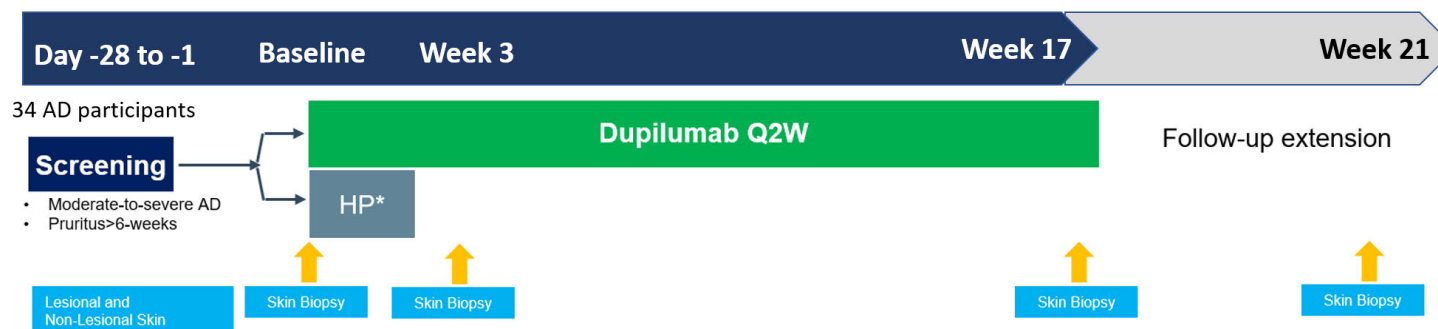 Day -28 to -1 Baseline Week 3 Week 17 Week 21
34 AD participants
Screening
• Moderate-to-severe AD
• Pruritus>6-weeks
Dupilumab Q2W
HP*
Follow-up extension
Lesional and
Non-Lesional Skin
Skin Biopsy
Skin Biopsy
Skin Biopsy
Skin Biopsy